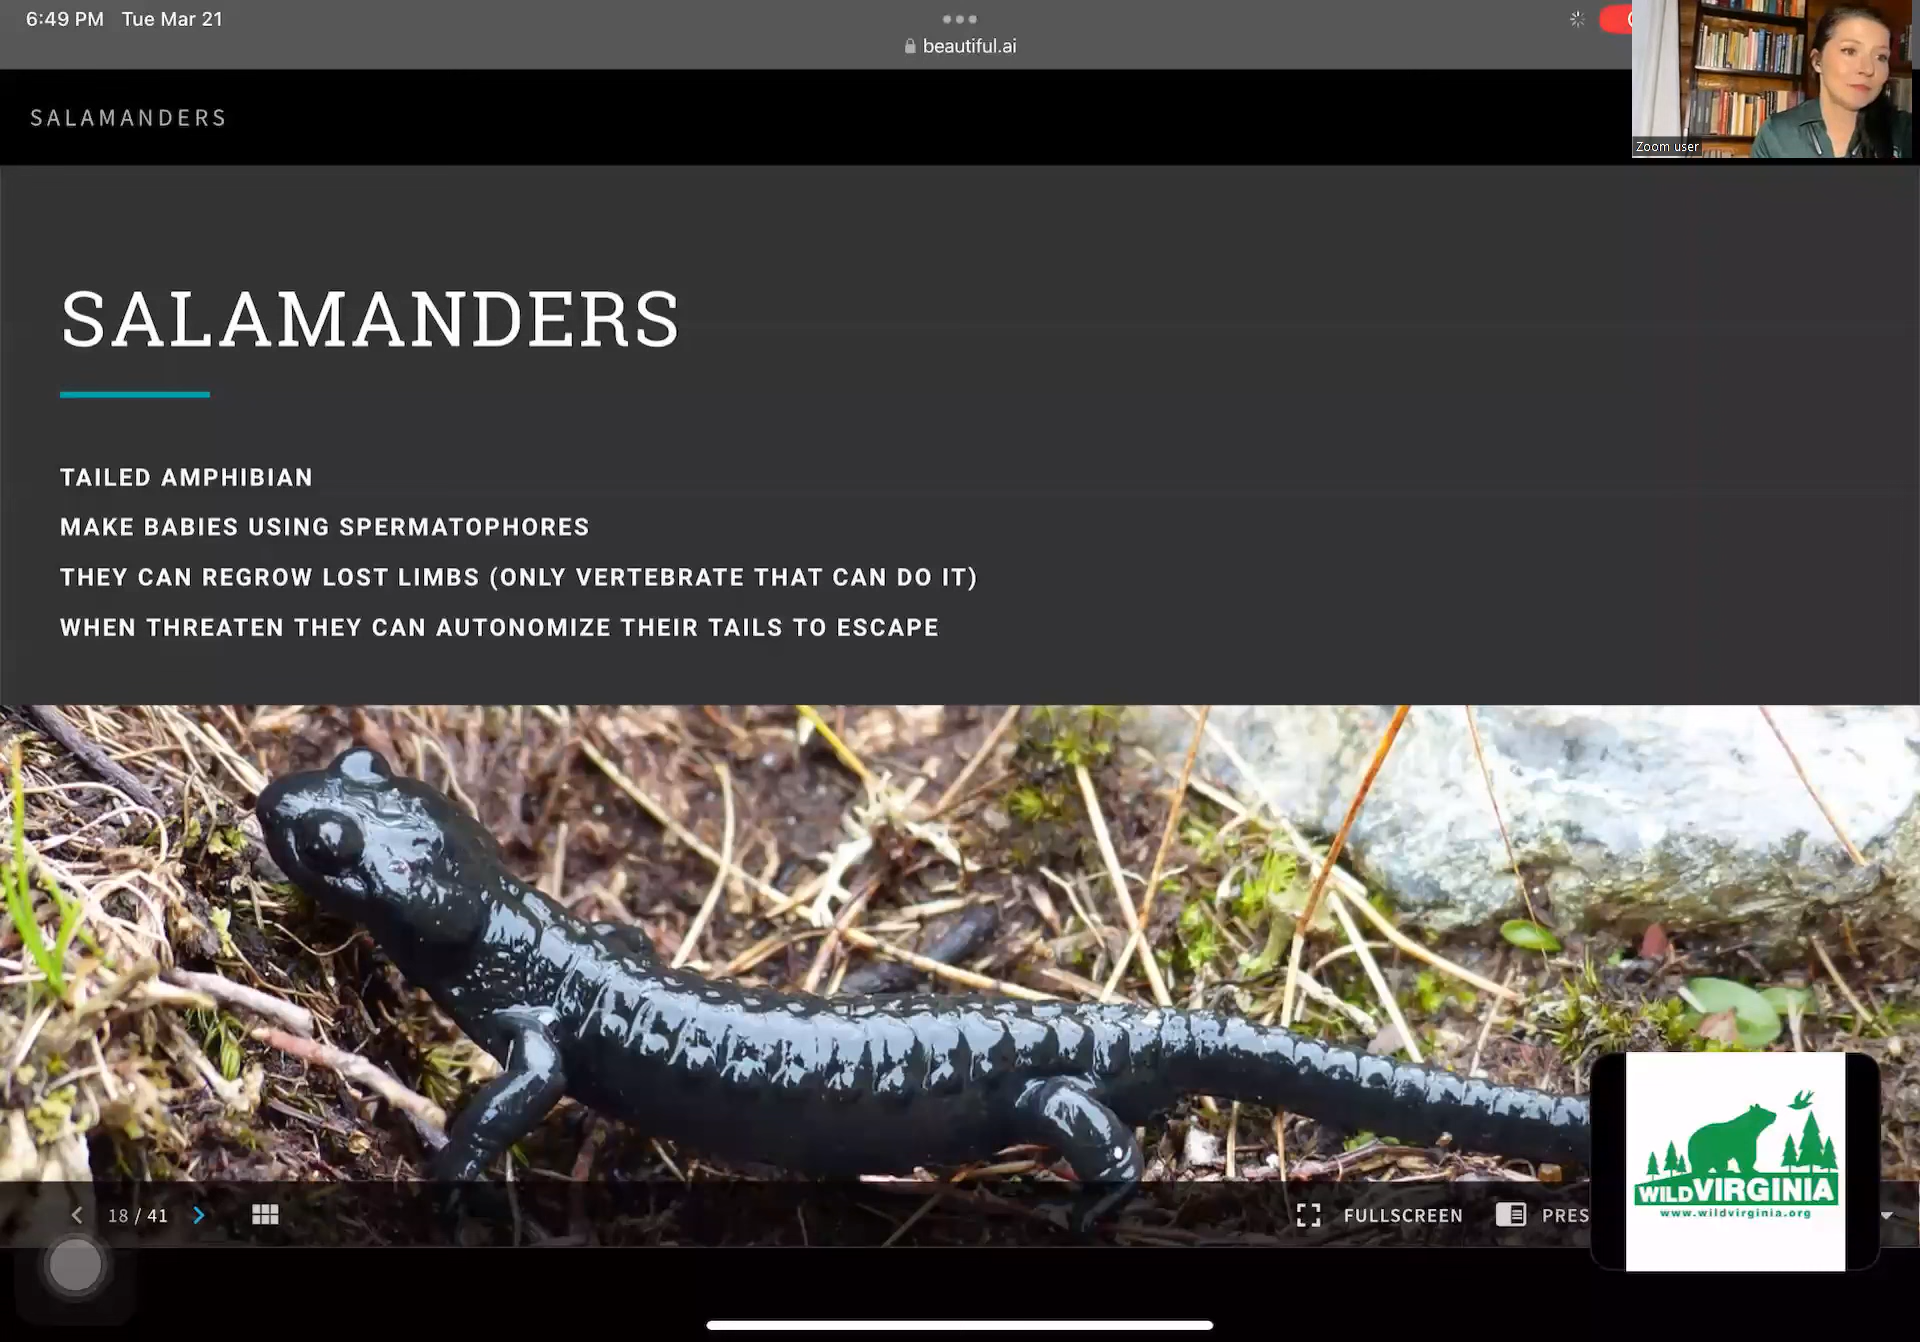 6:49 PM Tue Mar 21
beautiful.ai
SALAMANDERS
Zoom user
SALAMANDERS
TAILED AMPHIBIAN
MAKE BABIES USING SPERMATOPHORES
THEY CAN REGROW LOST LIMBS (ONLY VERTEBRATE THAT CAN DO IT)
WHEN THREATEN THEY CAN AUTONOMIZE THEIR TAILS TO ESCAPE
18 / 41
FULLSCREEN
PRES
WILD VIRGINIA
www.wildvirginia.org